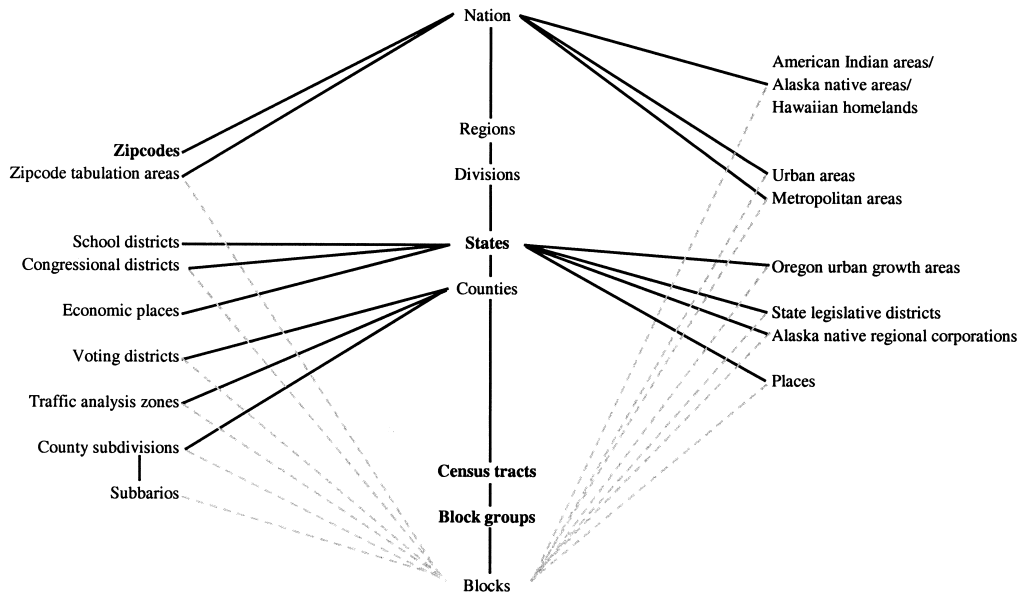 Nation
American Indian areas/
Alaska native areas/
Hawaiian homelands
Regions
Zipcodes
Zipcode tabulation areas
Divisions
Urban areas
Metropolitan areas
School districts
States
Congressional districts
Oregon urban growth areas
Counties
Economic places
State legislative districts
Alaska native regional corporations
Voting districts
Places
Traffic analysis zones
County subdivisions
Census tracts
Subbarios
Block groups
Blocks